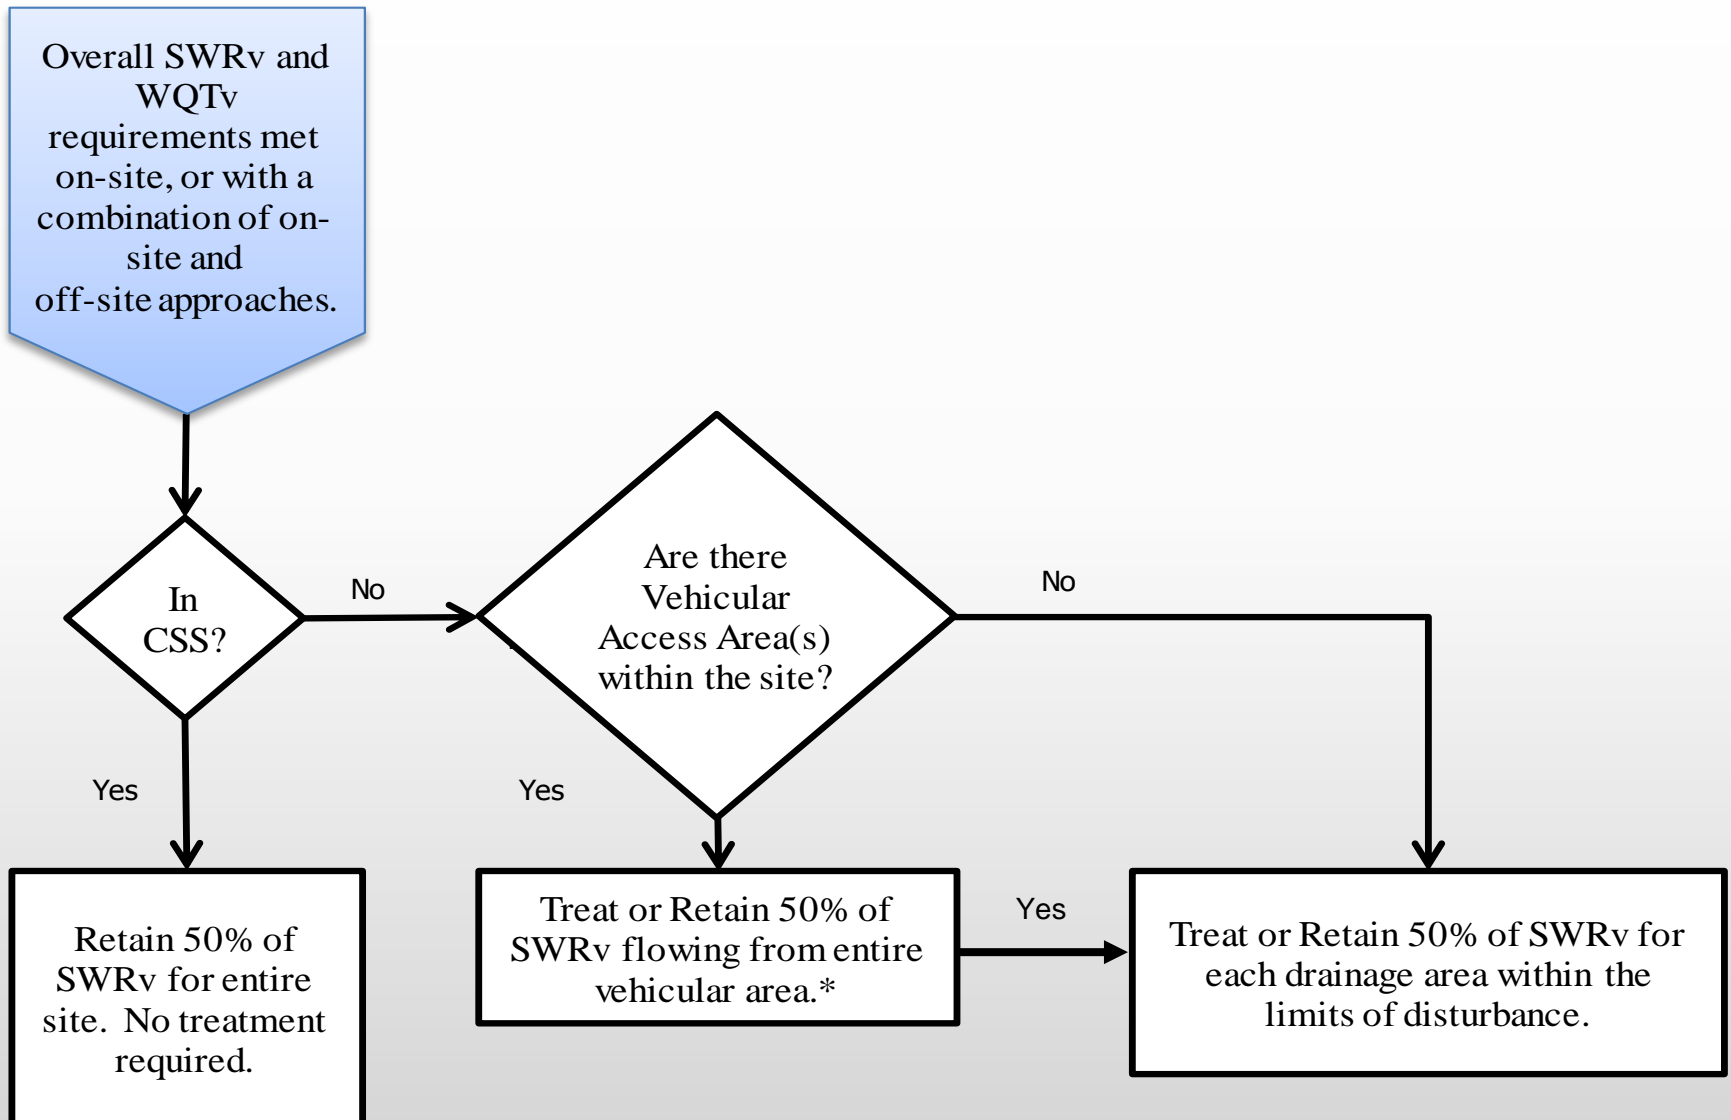 Overall SWRv and
WQTv
requirements met
on-site, or with a
combination of on-
site and
off-site approaches.
In
CSS?
No
Are there
Vehicular
Access Area(s)
within the site?
No
Yes
Yes
Retain 50% of
SWRv for entire
site. No treatment
required.
Treat or Retain 50% of
SWRv flowing from entire
vehicular area.*
Yes
Treat or Retain 50% of SWRv for
each drainage area within the
limits of disturbance.